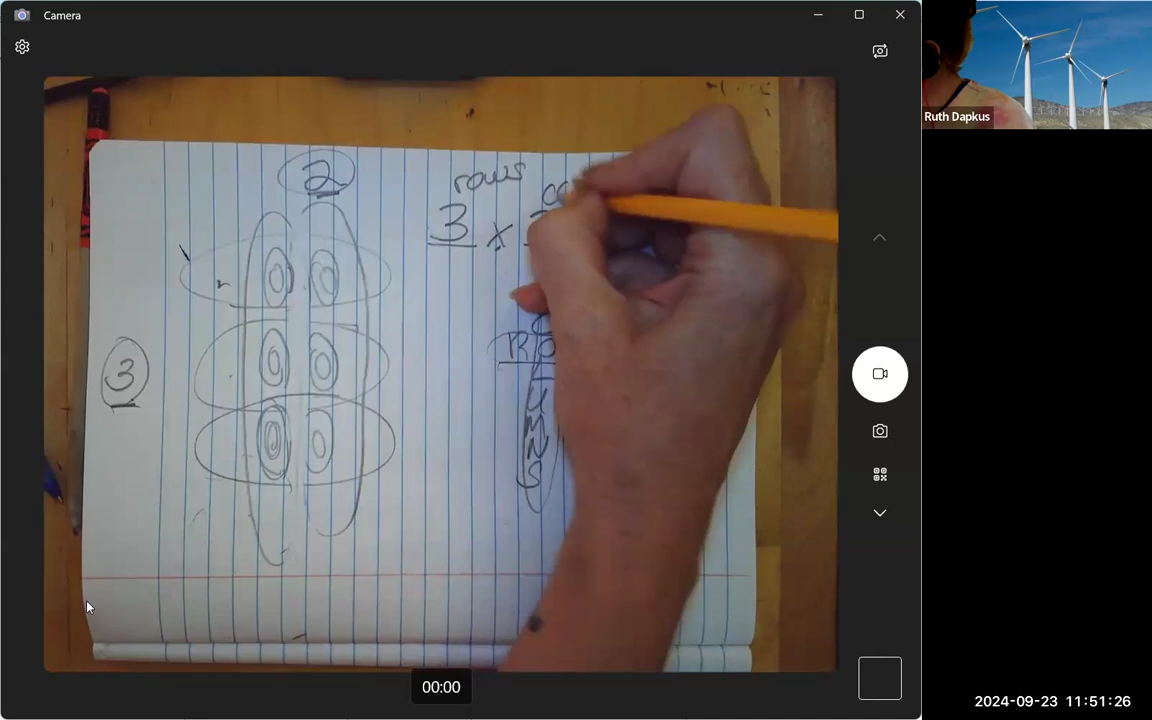 Camera
Ruth Dapkus
2
rows
3 x
3
R O
L
U
M
N
S
00:00
2024-09-23 11:51:26